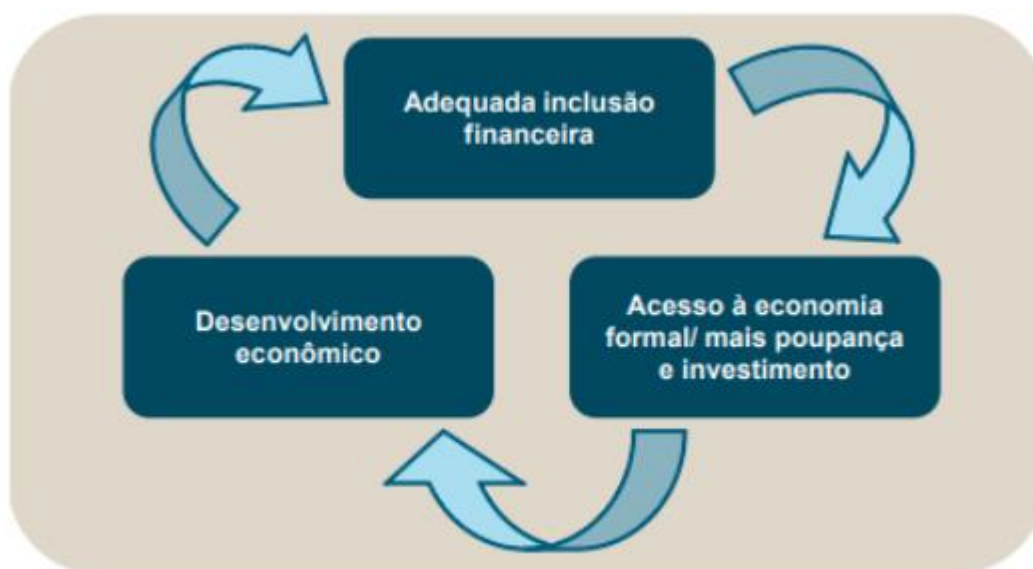 Adequada inclusão
financeira
Desenvolvimento
econômico
Acesso à economia
formal/ mais poupança
e investimento